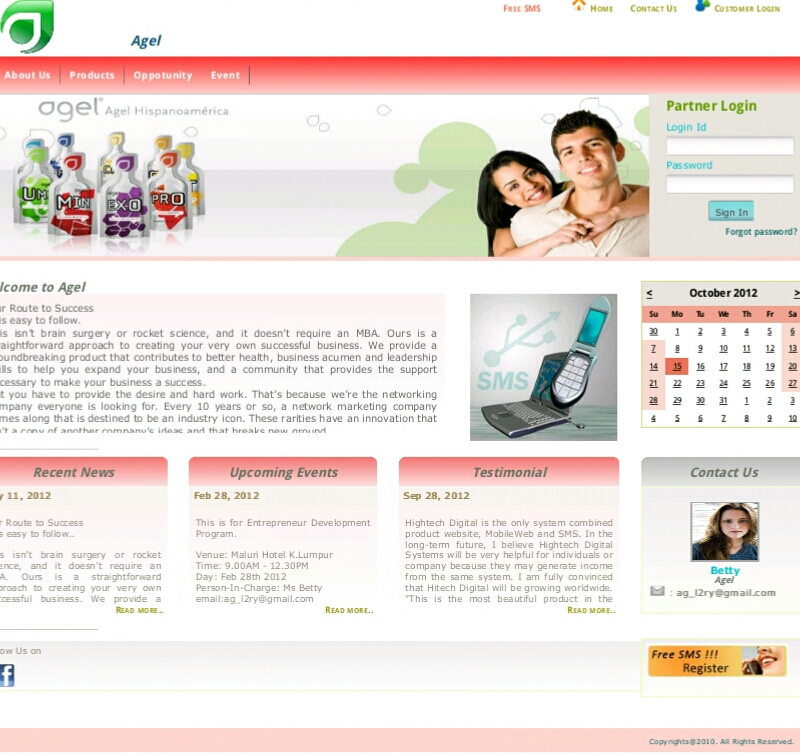 Free SMS
Home
Contact Us
Customer Login
Agel
About Us
Products
Oppotunity
Event
agel Agel Hispanoamérica
UM MIN EXO PRO
Partner Login
Login Id
Password
Sign In
Forgot password?
lcome to Agel
r Route to Success
is easy to follow.
is isn't brain surgery or rocket science, and it doesn't require an MBA. Ours is a
raightforward approach to creating your very own successful business. We provide a
oundbreaking product that contributes to better health, business acumen and leadership
ills to help you expand your business, and a community that provides the support
cessary to make your business a success.
t you have to provide the desire and hard work. That's because we're the networking
mpany everyone is looking for. Every 10 years or so, a network marketing company
mes along that is destined to be an industry icon. These rarities have an innovation that
't a copy of another company's ideas and that breaks new ground.
SMS
< October 2012 >
Su Mo Tu We Th Fr Sa
30 1 2 3 4 5 6
7 8 9 10 11 12 13
14 15 16 17 18 19 20
21 22 23 24 25 26 27
28 29 30 31 1 2 3
4 5 6 7 8 9 10
Recent News
y 11, 2012
r Route to Success
s easy to follow..
is isn't brain surgery or rocket
ence, and it doesn't require an
A. Ours is a straightforward
proach to creating your very own
ccessful business. We provide a
Read more..
Upcoming Events
Feb 28, 2012
This is for Entrepreneur Development
Program.
Venue: Maluri Hotel K.Lumpur
Time: 9.00AM - 12.30PM
Day: Feb 28th 2012
Person-In-Charge: Ms Betty
email:ag_l2ry@gmail.com
Read more..
Testimonial
Sep 28, 2012
Hightech Digital is the only system combined
product website, MobileWeb and SMS. In the
long-term future, I believe Hightech Digital
Systems will be very helpful for individuals or
company because they may generate income
from the same system. I am fully convinced
that Hitech Digital will be growing worldwide.
"This is the most beautiful product in the
Read more..
Contact Us
Betty
Agel
: ag_l2ry@gmail.com
ow Us on
f
Free SMS !!!
Register
Copyrights@2010. All Rights Reserved.